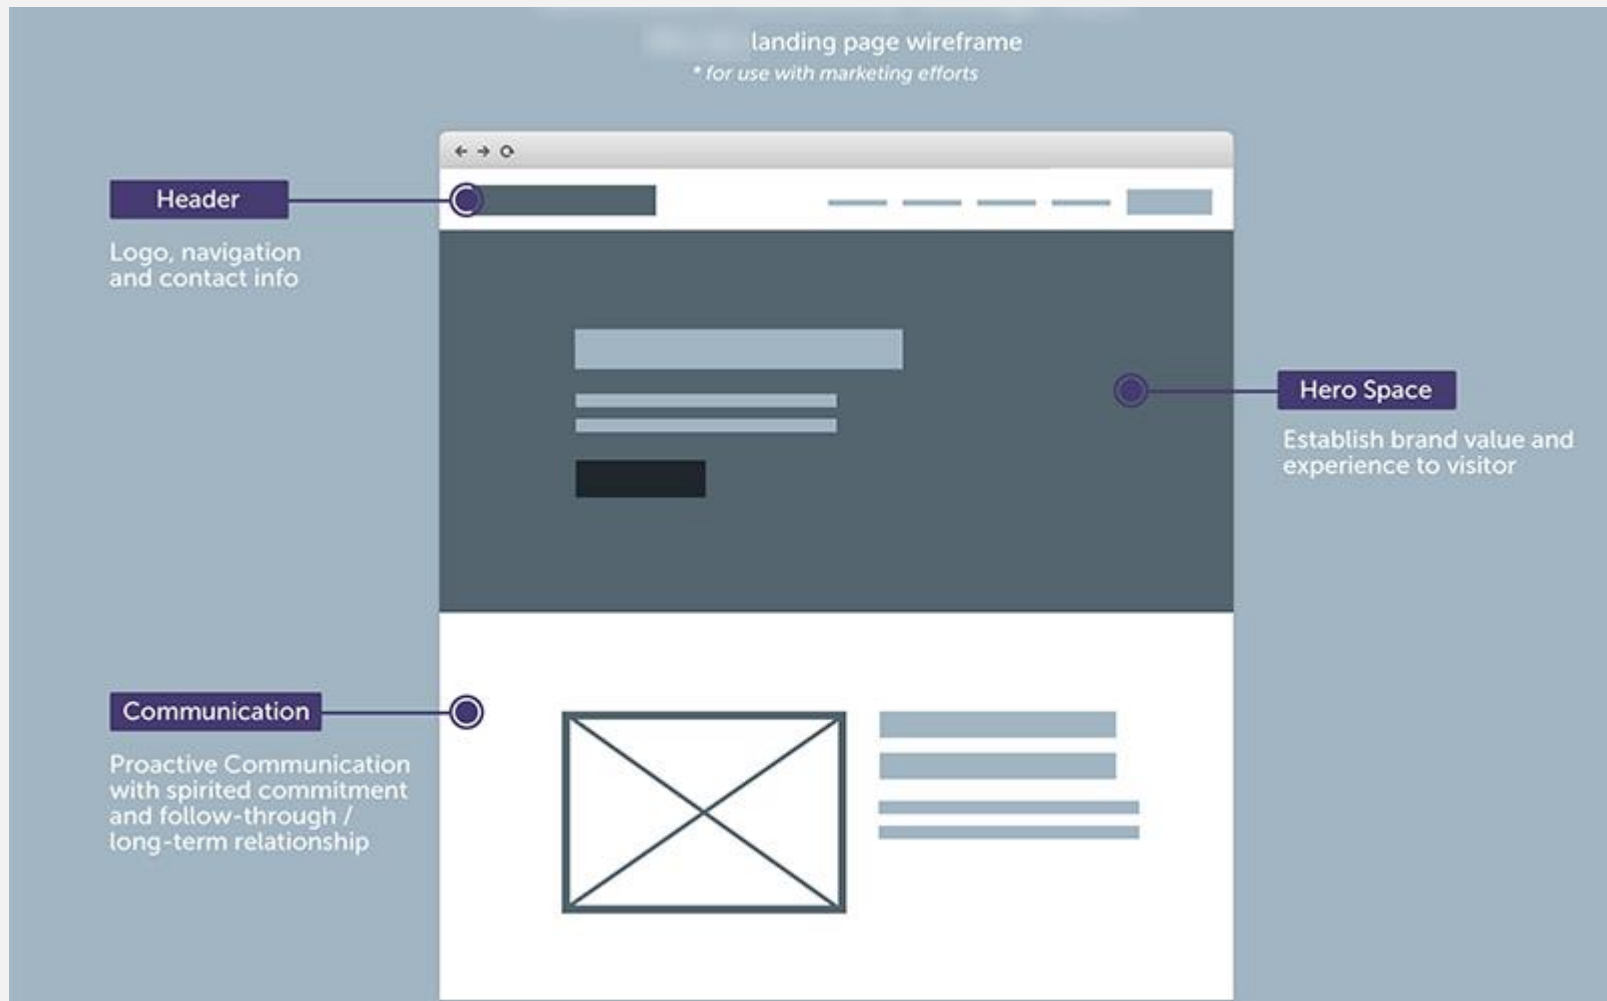 landing page wireframe
* for use with marketing efforts
Header
Logo, navigation
and contact info
Hero Space
Establish brand value and
experience to visitor
Communication
Proactive Communication
with spirited commitment
and follow-through /
long-term relationship